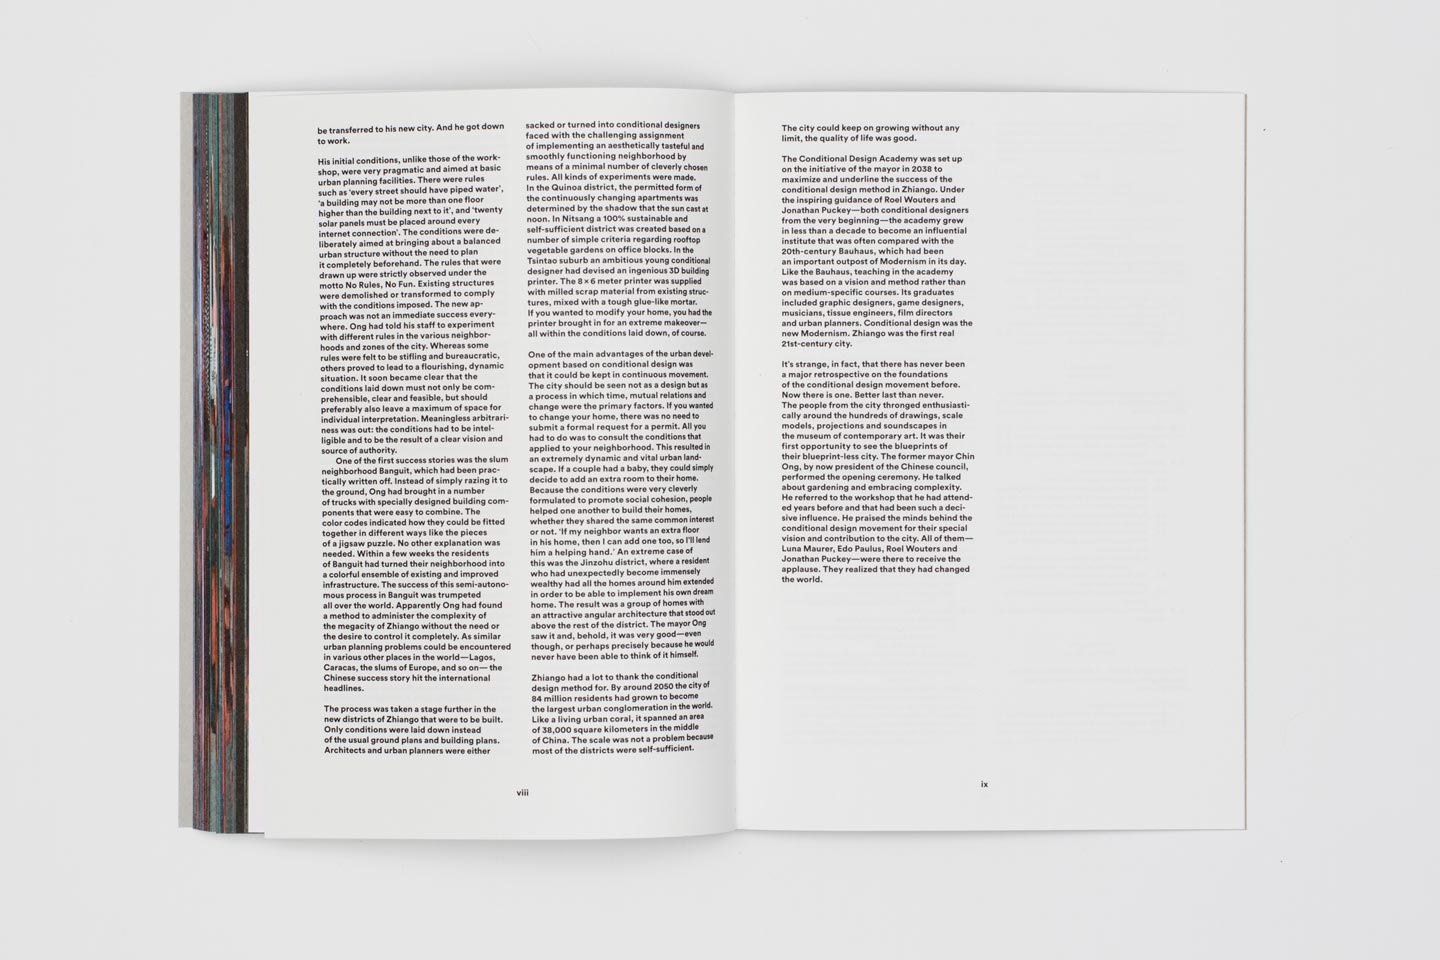 be transferred to his new city. And he got down
to work.
His initial conditions, unlike those of the work-
shop, were very pragmatic and aimed at basic
urban planning facilities. There were rules
such as ‘every street should have piped water’,
‘a building may not be more than one floor
higher than the building next to it’, and ‘twenty
solar panels must be placed around every
internet connection’. The conditions were de-
liberately aimed at bringing about a balanced
urban structure without the need to plan
it completely beforehand. The rules that were
drawn up were strictly observed under the
motto No Rules, No Fun. Existing structures
were demolished or transformed to comply
with the conditions imposed. The new ap-
proach was not an immediate success every-
where. Ong had told his staff to experiment
with different rules in the various neighbor-
hoods and zones of the city. Whereas some
rules were felt to be stifling and bureaucratic,
others proved to lead to a flourishing, dynamic
situation. It soon became clear that the
conditions laid down must not only be com-
prehensible, clear and feasible, but should
preferably also leave a maximum of space for
individual interpretation. Meaningless arbitrari-
ness was out: the conditions had to be intel-
ligible and to be the result of a clear vision and
source of authority.
One of the first success stories was the slum
neighborhood Banguit, which had been prac-
tically written off. Instead of simply razing it to
the ground, Ong had brought in a number
of trucks with specially designed building com-
ponents that were easy to combine. The
color codes indicated how they could be fitted
together in different ways like the pieces
of a jigsaw puzzle. No other explanation was
needed. Within a few weeks the residents
of Banguit had turned their neighborhood into
a colorful ensemble of existing and improved
infrastructure. The success of this semi-autono-
mous process in Banguit was trumpeted
all over the world. Apparently Ong had found
a method to administer the complexity of
the megacity of Zhiango without the need or
the desire to control it completely. As similar
urban planning problems could be encountered
in various other places in the world—Lagos,
Caracas, the slums of Europe, and so on— the
Chinese success story hit the international
headlines.
The process was taken a stage further in the
new districts of Zhiango that were to be built.
Only conditions were laid down instead
of the usual ground plans and building plans.
Architects and urban planners were either
sacked or turned into conditional designers
faced with the challenging assignment
of implementing an aesthetically tasteful and
smoothly functioning neighborhood by
means of a minimal number of cleverly chosen
rules. All kinds of experiments were made.
In the Quinoa district, the permitted form of
the continuously changing apartments was
determined by the shadow that the sun cast at
noon. In Nitsang a 100% sustainable and
self-sufficient district was created based on a
number of simple criteria regarding rooftop
vegetable gardens on office blocks. In the
Tsintao suburb an ambitious young conditional
designer had devised an ingenious 3D building
printer. The 8 × 6 meter printer was supplied
with milled scrap material from existing struc-
tures, mixed with a tough glue-like mortar.
If you wanted to modify your home, you had the
printer brought in for an extreme makeover—
all within the conditions laid down, of course.
One of the main advantages of the urban devel-
opment based on conditional design was
that it could be kept in continuous movement.
The city should be seen not as a design but as
a process in which time, mutual relations and
change were the primary factors. If you wanted
to change your home, there was no need to
submit a formal request for a permit. All you
had to do was to consult the conditions that
applied to your neighborhood. This resulted in
an extremely dynamic and vital urban land-
scape. If a couple had a baby, they could simply
decide to add an extra room to their home.
Because the conditions were very cleverly
formulated to promote social cohesion, people
helped one another to build their homes,
whether they shared the same common interest
or not. ‘If my neighbor wants an extra floor
in his home, then I can add one too, so I’ll lend
him a helping hand.’ An extreme case of
this was the Jinzohu district, where a resident
who had unexpectedly become immensely
wealthy had all the homes around him extended
in order to be able to implement his own dream
home. The result was a group of homes with
an attractive angular architecture that stood out
above the rest of the district. The mayor Ong
saw it and, behold, it was very good—even
though, or perhaps precisely because he would
never have been able to think of it himself.
Zhiango had a lot to thank the conditional
design method for. By around 2050 the city of
84 million residents had grown to become
the largest urban conglomeration in the world.
Like a living urban coral, it spanned an area
of 38,000 square kilometers in the middle
of China. The scale was not a problem because
most of the districts were self-sufficient.
viii
The city could keep on growing without any
limit, the quality of life was good.
The Conditional Design Academy was set up
on the initiative of the mayor in 2038 to
maximize and underline the success of the
conditional design method in Zhiango. Under
the inspiring guidance of Roel Wouters and
Jonathan Puckey—both conditional designers
from the very beginning—the academy grew
in less than a decade to become an influential
institute that was often compared with the
20th-century Bauhaus, which had been
an important outpost of Modernism in its day.
Like the Bauhaus, teaching in the academy
was based on a vision and method rather than
on medium-specific courses. Its graduates
included graphic designers, game designers,
musicians, tissue engineers, film directors
and urban planners. Conditional design was the
new Modernism. Zhiango was the first real
21st-century city.
It’s strange, in fact, that there has never been
a major retrospective on the foundations
of the conditional design movement before.
Now there is one. Better last than never.
The people from the city thronged enthusiasti-
cally around the hundreds of drawings, scale
models, projections and soundscapes in
the museum of contemporary art. It was their
first opportunity to see the blueprints of
their blueprint-less city. The former mayor Chin
Ong, by now president of the Chinese council,
performed the opening ceremony. He talked
about gardening and embracing complexity.
He referred to the workshop that he had attend-
ed years before and that had been such a deci-
sive influence. He praised the minds behind the
conditional design movement for their special
vision and contribution to the city. All of them—
Luna Maurer, Edo Paulus, Roel Wouters and
Jonathan Puckey—were there to receive the
applause. They realized that they had changed
the world.
ix